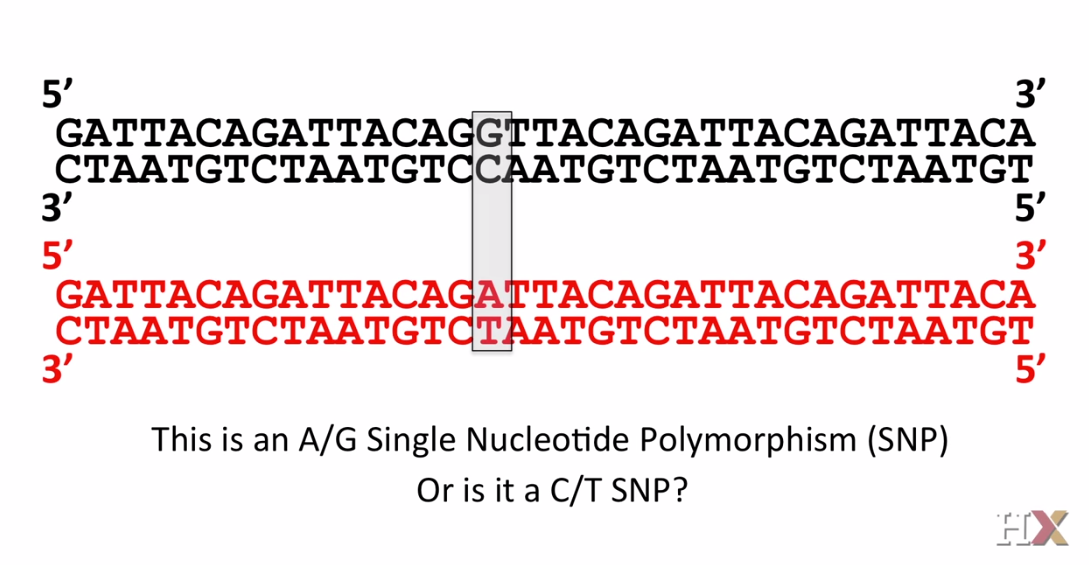 5’ 3’
GATTACAGATTACAGGTTACAGATTACAGATTACA
CTAATGTCTAATGTCCAATGTCTAATGTCTAATGT
3’ 5’
5’ 3’
GATTACAGATTACAGATTACAGATTACAGATTACA
CTAATGTCTAATGTCTAATGTCTAATGTCTAATGT
3’ 5’
This is an A/G Single Nucleotide Polymorphism (SNP)
Or is it a C/T SNP?
HX